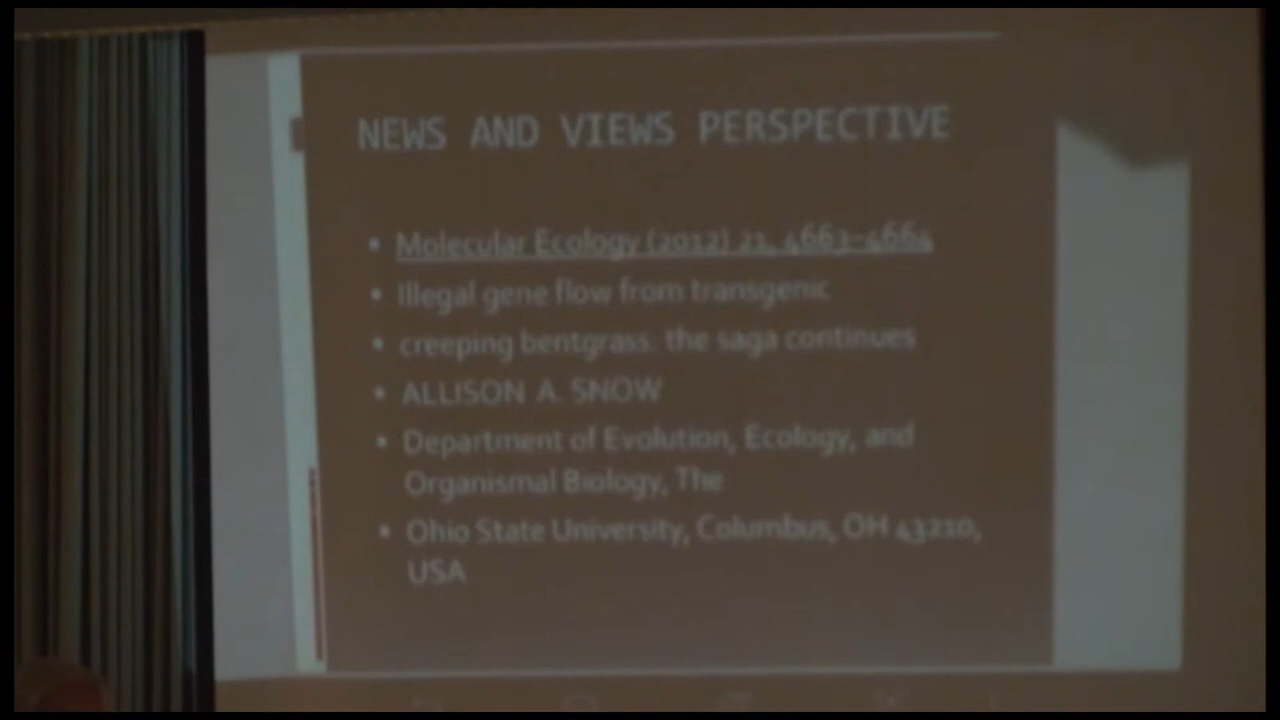 NEWS AND VIEWS PERSPECTIVE
• Molecular Ecology (2012) 21, 4663–4664
• Illegal gene flow from transgenic
• creeping bentgrass: the saga continues
• ALLISON A. SNOW
• Department of Evolution, Ecology, and
Organismal Biology, The
• Ohio State University, Columbus, OH 43210,
USA